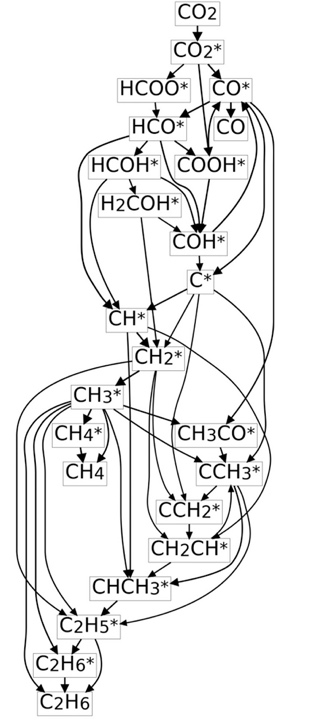 CO2
CO2*
HCOO* CO*
HCO* CO
HCOH* COOH*
H2COH*
COH*
C*
CH*
CH2*
CH3*
CH4* CH3CO*
CH4 CCH3*
CCH2*
CH2CH*
CHCH3*
C2H5*
C2H6*
C2H6